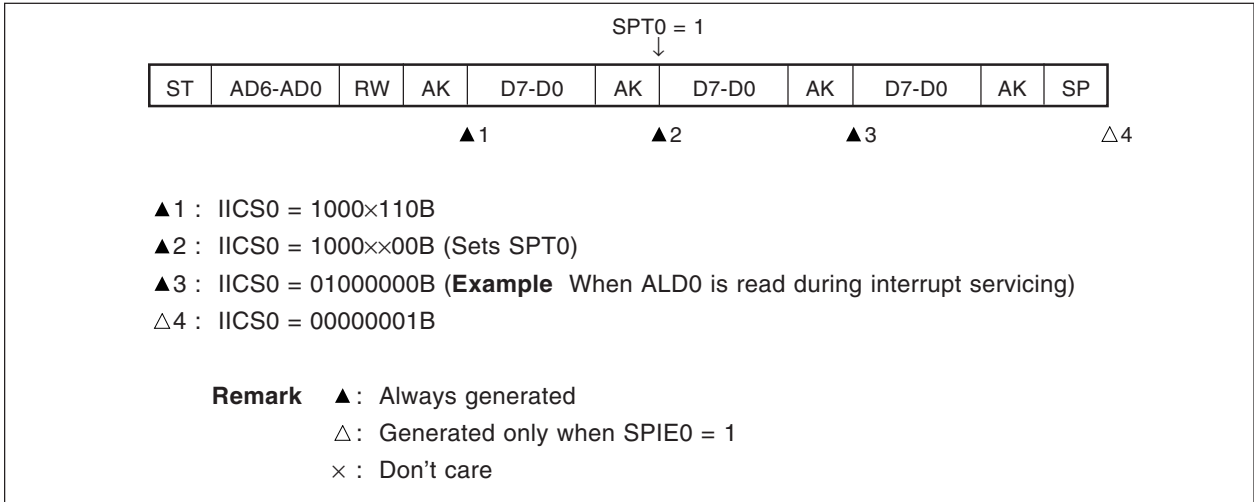 SPT0 = 1
↓
ST AD6-AD0 RW AK D7-D0 AK D7-D0 AK D7-D0 AK SP
▲1 ▲2 ▲3 △4
▲1 : IICS0 = 1000×110B
▲2 : IICS0 = 1000××00B (Sets SPT0)
▲3 : IICS0 = 01000000B (Example When ALD0 is read during interrupt servicing)
△4 : IICS0 = 00000001B
Remark ▲ : Always generated
△ : Generated only when SPIE0 = 1
× : Don't care